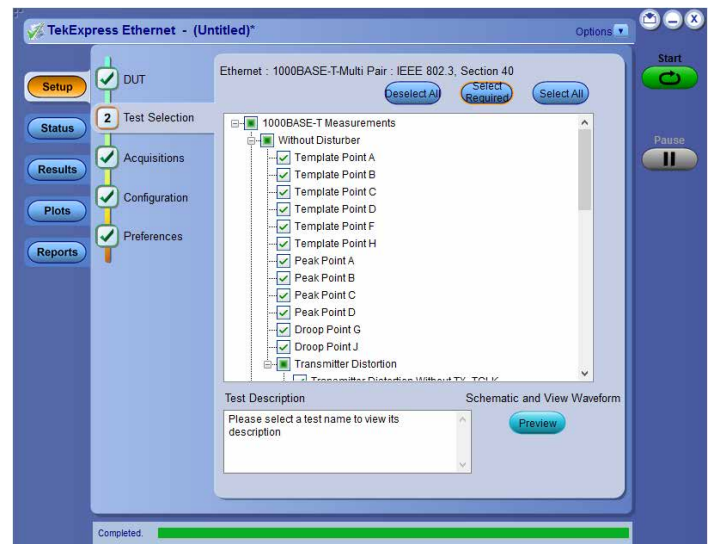 TekExpress Ethernet - (Untitled)*
Options
Setup
Status
Results
Plots
Reports
DUT
2 Test Selection
Acquisitions
Configuration
Preferences
Ethernet : 1000BASE-T-Multi Pair : IEEE 802.3, Section 40
Deselect All
Select Required
Select All
1000BASE-T Measurements
Without Disturber
Template Point A
Template Point B
Template Point C
Template Point D
Template Point F
Template Point H
Peak Point A
Peak Point B
Peak Point C
Peak Point D
Droop Point G
Droop Point J
Transmitter Distortion
Transmitter Distortion Without TX_TCLK
Test Description
Please select a test name to view its
description
Schematic and View Waveform
Preview
Start
Pause
Completed.